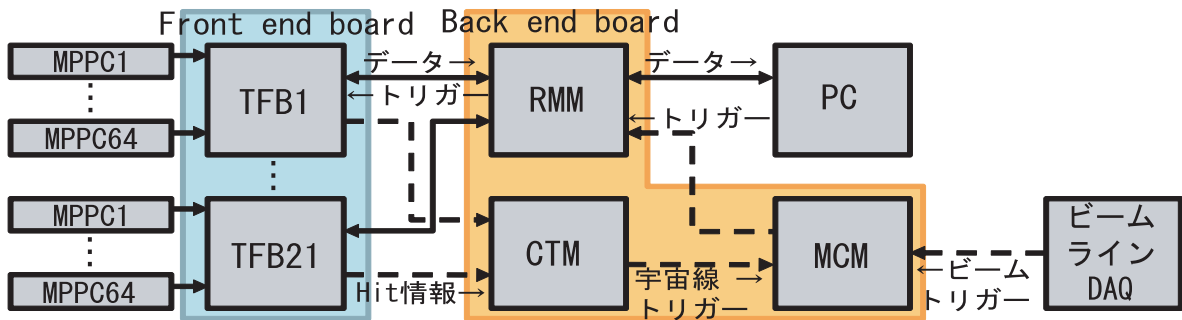 Front end board
Back end board
MPPC1
⋮
MPPC64
TFB1
データ→
←トリガー
RMM
データ→
←トリガー
PC
⋮
MPPC1
⋮
MPPC64
TFB21
Hit情報→
CTM
宇宙線→
トリガー
MCM
←ビーム
トリガー
ビーム
ライン
DAQ